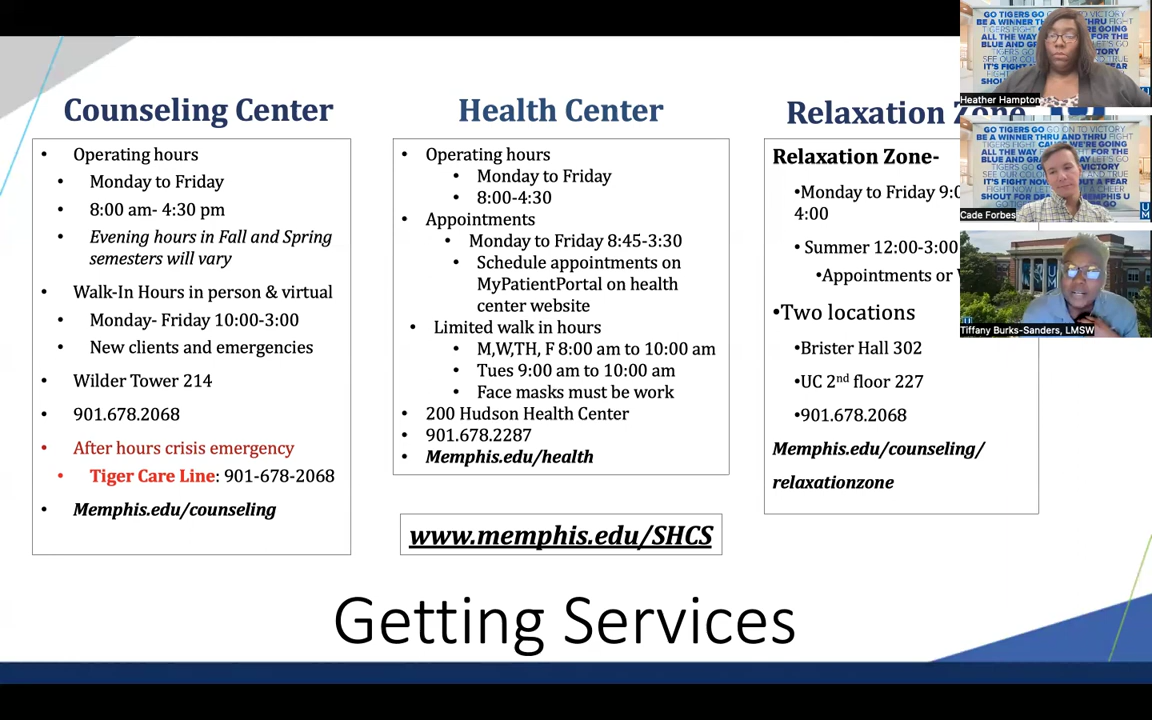 Counseling Center
Operating hours
Monday to Friday
8:00 am- 4:30 pm
Evening hours in Fall and Spring
semesters will vary
Walk-In Hours in person & virtual
Monday- Friday 10:00-3:00
New clients and emergencies
Wilder Tower 214
901.678.2068
After hours crisis emergency
Tiger Care Line: 901-678-2068
Memphis.edu/counseling
Health Center
Operating hours
Monday to Friday
8:00-4:30
Appointments
Monday to Friday 8:45-3:30
Schedule appointments on
MyPatientPortal on health
center website
Limited walk in hours
M,W,TH, F 8:00 am to 10:00 am
Tues 9:00 am to 10:00 am
Face masks must be work
200 Hudson Health Center
901.678.2287
Memphis.edu/health
www.memphis.edu/SHCS
Relaxation Zone
Relaxation Zone-
Monday to Friday
4:00
Summer 12:00-3:00
Appointments or
Two locations
Brister Hall 302
UC 2nd floor 227
901.678.2068
Memphis.edu/counseling/
relaxationzone
Getting Services
GO TIGERS GO
Heather Hampton
Cade Forbes
Tiffany Burks-Sanders, LMSW